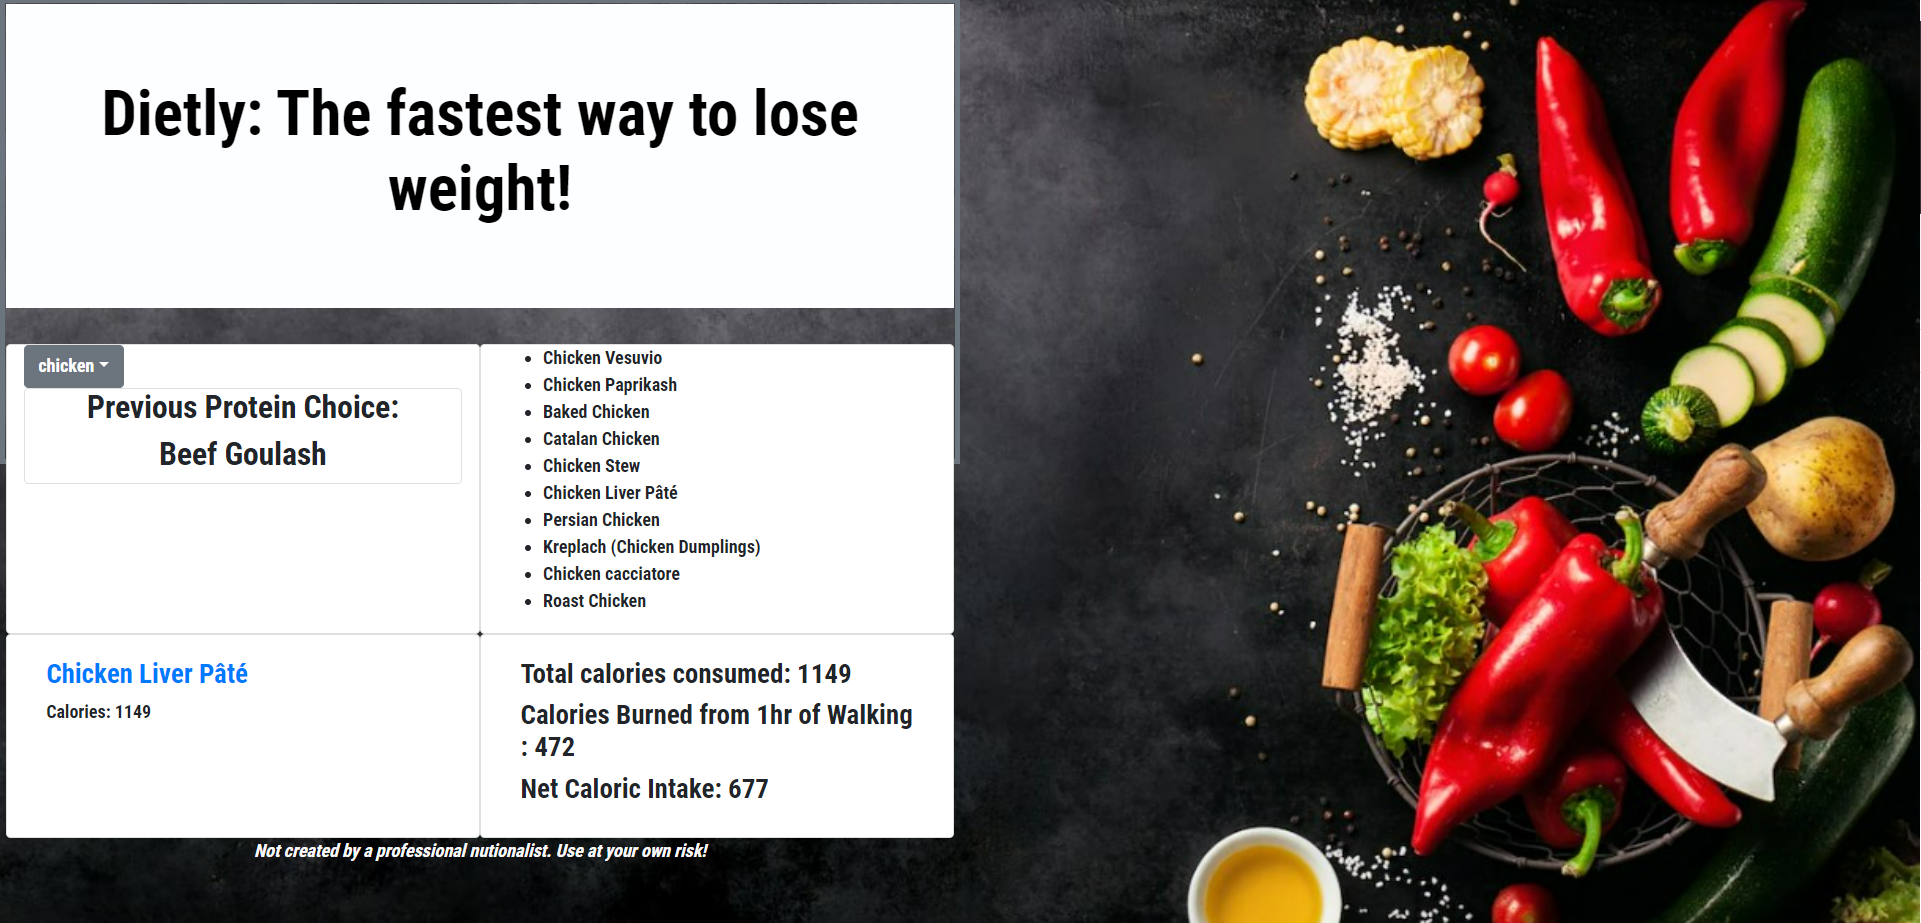 Dietly: The fastest way to lose
weight!
chicken
Previous Protein Choice:
Beef Goulash
Chicken Vesuvio
Chicken Paprikash
Baked Chicken
Catalan Chicken
Chicken Stew
Chicken Liver Pâté
Persian Chicken
Kreplach (Chicken Dumplings)
Chicken cacciatore
Roast Chicken
Chicken Liver Pâté
Calories: 1149
Total calories consumed: 1149
Calories Burned from 1hr of Walking
: 472
Net Caloric Intake: 677
Not created by a professional nutionalist. Use at your own risk!